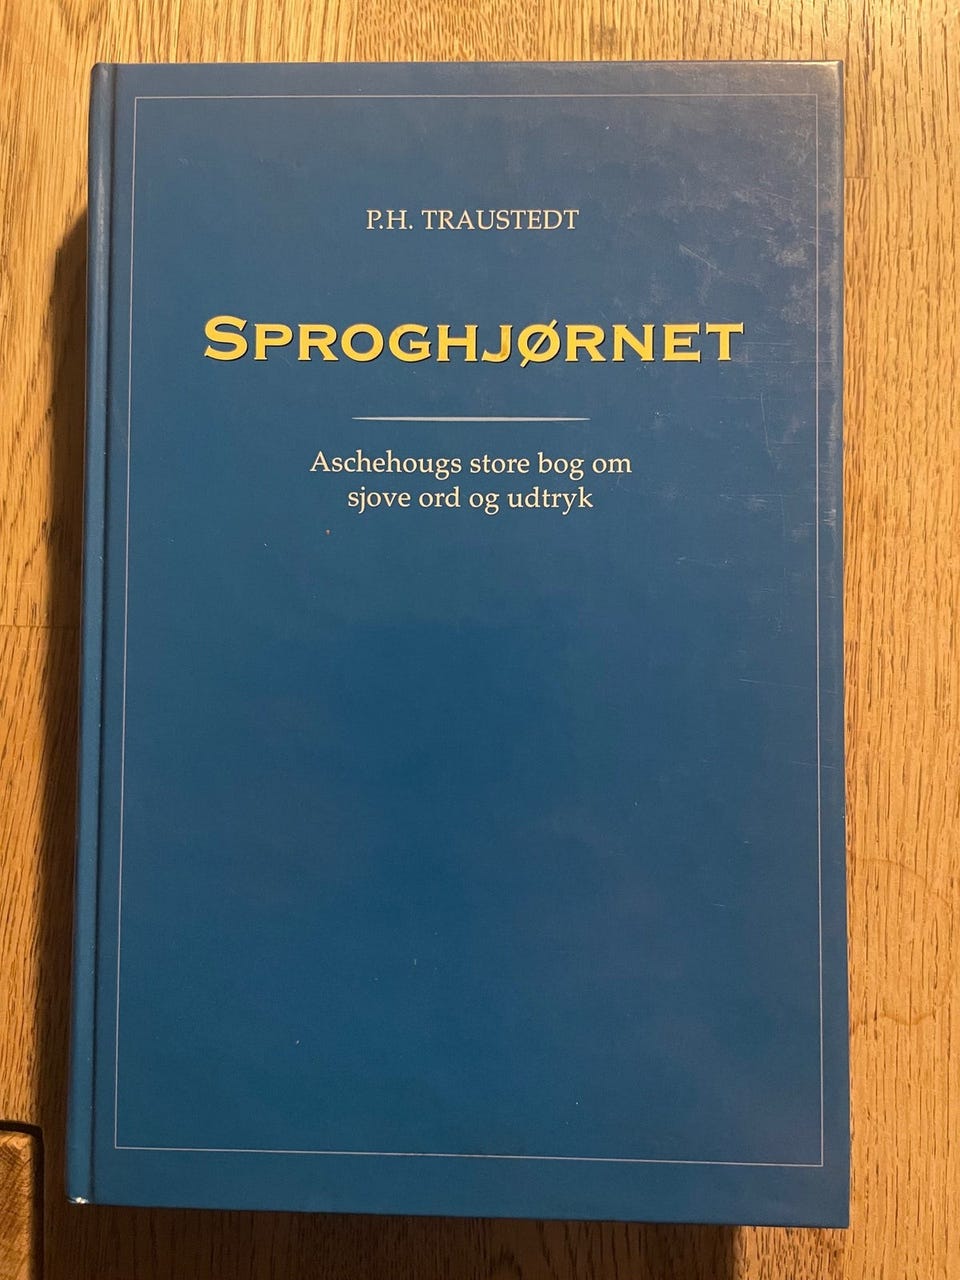 P.H. TRAUSTEDT
SPROGHJØRNET
Aschehougs store bog om
sjove ord og udtryk